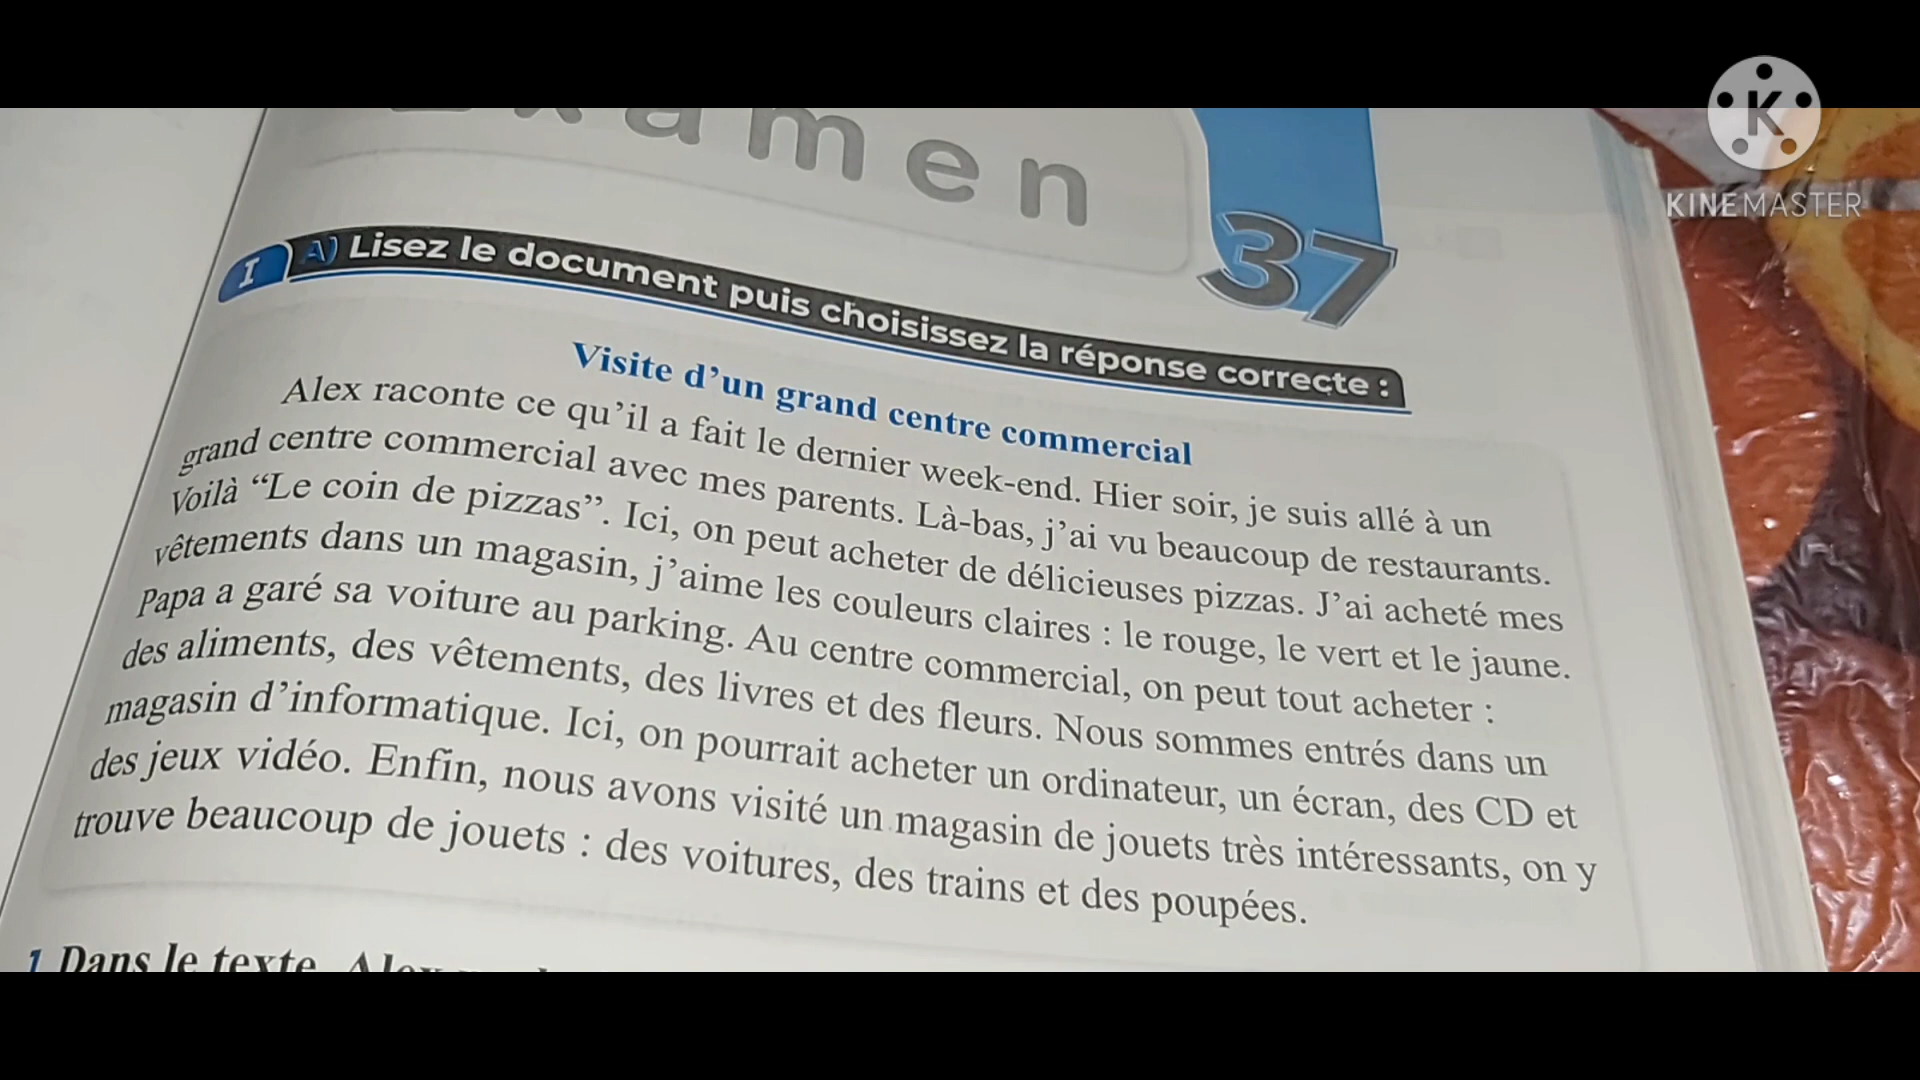 Examen
37
I A) Lisez le document puis choisissez la réponse correcte :
Visite d’un grand centre commercial
Alex raconte ce qu’il a fait le dernier week-end. Hier soir, je suis allé à un
grand centre commercial avec mes parents. Là-bas, j’ai vu beaucoup de restaurants.
Voilà “Le coin de pizzas”. Ici, on peut acheter de délicieuses pizzas. J’ai acheté mes
vêtements dans un magasin, j’aime les couleurs claires : le rouge, le vert et le jaune.
Papa a garé sa voiture au parking. Au centre commercial, on peut tout acheter :
des aliments, des vêtements, des livres et des fleurs. Nous sommes entrés dans un
magasin d’informatique. Ici, on pourrait acheter un ordinateur, un écran, des CD et
des jeux vidéo. Enfin, nous avons visité un magasin de jouets très intéressants, on y
trouve beaucoup de jouets : des voitures, des trains et des poupées.
1 Dans le texte, Alex
K
KINEMASTER